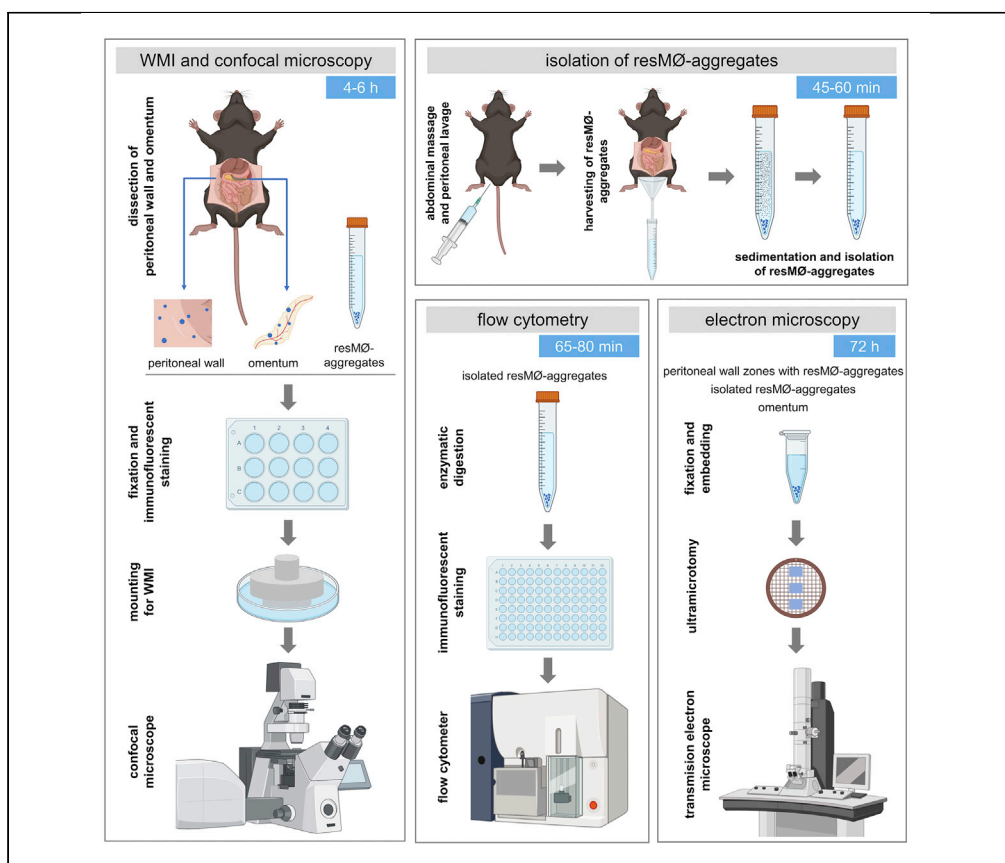 WMI and confocal microscopy
4-6 h
dissection of
peritoneal wall and omentum
peritoneal wall
omentum
resMØ-
aggregates
fixation and
immunofluorescent
staining
1 2 3 4
A
B
C
mounting
for WMI
confocal
microscope
isolation of resMØ-aggregates
45-60 min
abdominal massage
and peritoneal lavage
harvesting of resMØ-
aggregates
sedimentation and isolation
of resMØ-aggregates
flow cytometry
65-80 min
isolated resMØ-aggregates
enzymatic
digestion
immunofluorescent
staining
flow cytometer
electron microscopy
72 h
peritoneal wall zones with resMØ-aggregates
isolated resMØ-aggregates
omentum
fixation and
embedding
ultramicrotomy
transmision electron
microscope